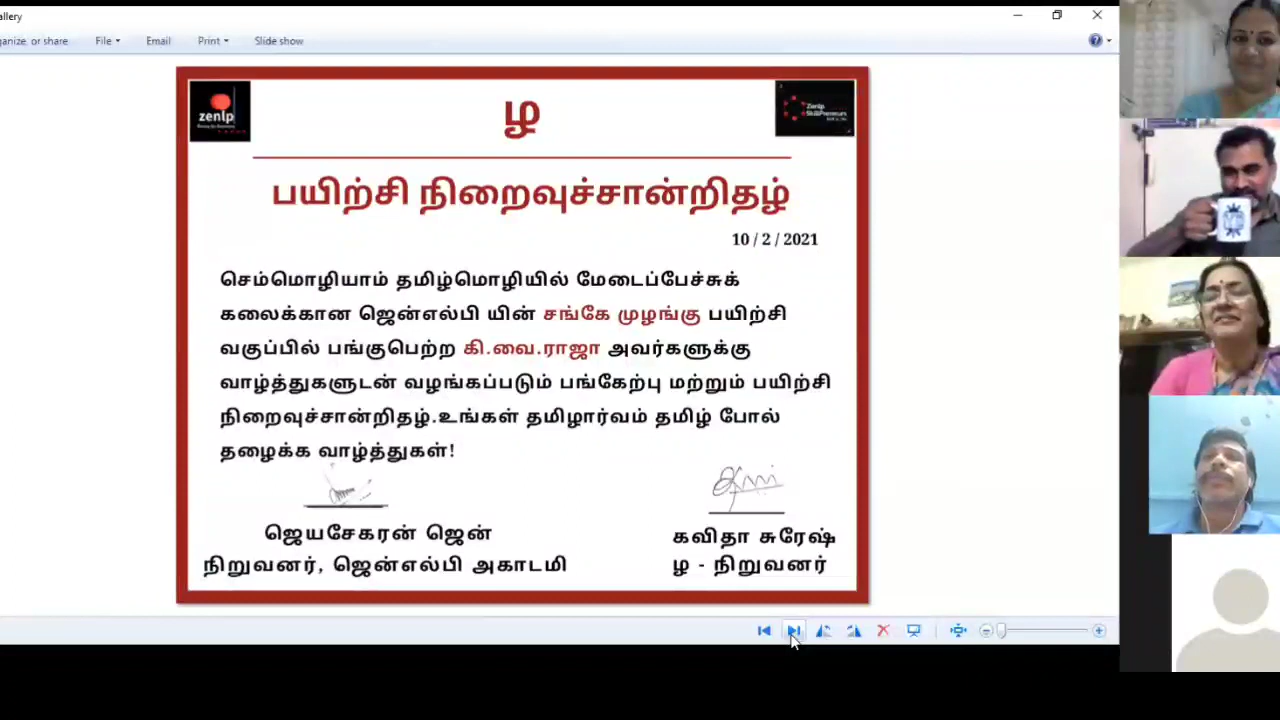 allery
ganize or share File Email Print Slide show
zenlp
ழ
Zenlp
SkillPreneurs
பயிற்சி நிறைவுச்சான்றிதழ்
10 / 2 / 2021
செம்மொழியாம் தமிழ்மொழியில் மேடைப்பேச்சுக்
கலைக்கான ஜென்எல்பி யின் சங்கே முழங்கு பயிற்சி
வகுப்பில் பங்குபெற்ற கி.வை.ராஜா அவர்களுக்கு
வாழ்த்துகளுடன் வழங்கப்படும் பங்கேற்பு மற்றும் பயிற்சி
நிறைவுச்சான்றிதழ்.உங்கள் தமிழார்வம் தமிழ் போல்
தழைக்க வாழ்த்துகள்!
ஜெயசேகரன் ஜென்
நிறுவனர், ஜென்எல்பி அகாடமி
கவிதா சுரேஷ்
ழ - நிறுவனர்